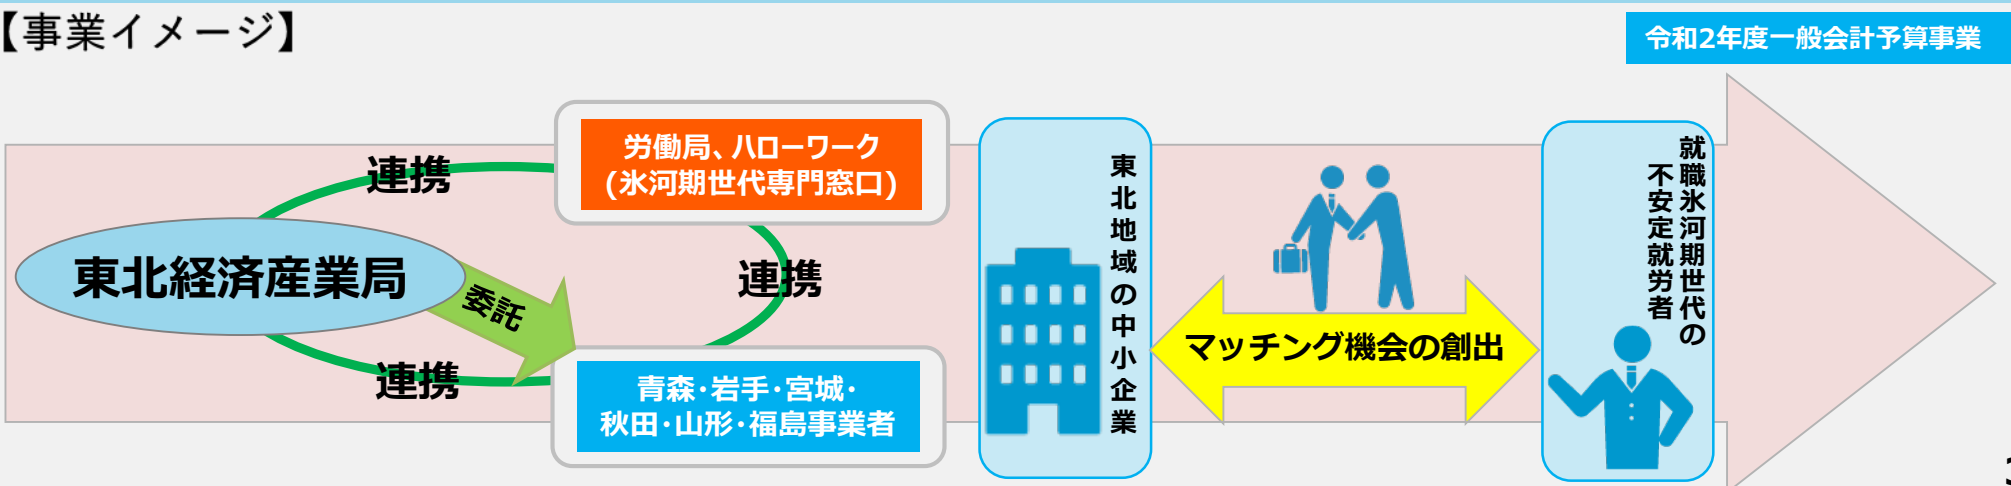 【事業イメージ】
令和2年度一般会計予算事業
連携
労働局、ハローワーク
(氷河期世代専門窓口)
東北経済産業局
委託
連携
連携
青森・岩手・宮城・
秋田・山形・福島事業者
東北地域の中小企業
マッチング機会の創出
就職氷河期世代の
不安定就労者